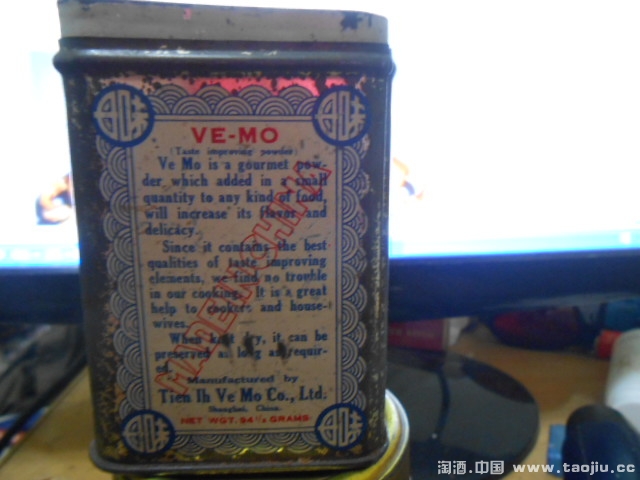 VE-MO
(Taste improving powder)
Ve Mo is a gourmet pow-
der, which added in a small
quantity to any kind of food,
will increase its flavor and
delicacy.
Since it contains the best
qualities of taste improving
elements, we find no trouble
in our cooking. It is a great
help to cookers and house-
wives.
When kept dry, it can be
preserved as long as requir-
ed.
MADE IN CHINA
Manufactured by
Tien Ih Ve Mo Co., Ltd.
Shanghai, China.
NET WGT. 94½ GRAMS
淘酒.中国 www.taojiu.cc